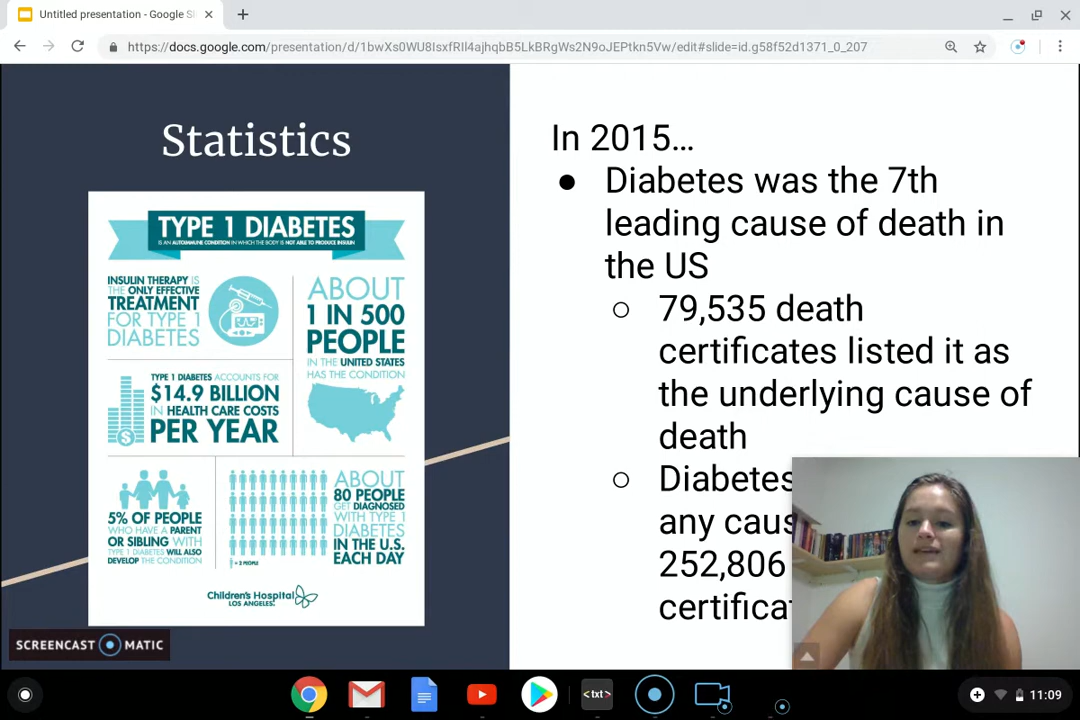 Untitled presentation - Google Sl
https://docs.google.com/presentation/d/1bwXs0WU8IsxfRIl4ajhqbB5LkBRgWs2N9oJEPtkn5Vw/edit#slide=id.g58f52d1371_0_207
Statistics
TYPE 1 DIABETES
IS AN AUTOIMMUNE CONDITION IN WHICH THE BODY IS NOT ABLE TO PRODUCE INSULIN
INSULIN THERAPY IS
THE ONLY EFFECTIVE
TREATMENT
FOR TYPE 1
DIABETES
ABOUT
1 IN 500
PEOPLE
IN THE UNITED STATES
HAS THE CONDITION
TYPE 1 DIABETES ACCOUNTS FOR
$14.9 BILLION
IN HEALTH CARE COSTS
PER YEAR
5% OF PEOPLE
WHO HAVE A PARENT
OR SIBLING WITH
TYPE 1 DIABETES WILL ALSO
DEVELOP THE CONDITION
= 2 PEOPLE
ABOUT
80 PEOPLE
GET DIAGNOSED
WITH TYPE 1
DIABETES
IN THE U.S.
EACH DAY
Children's Hospital
LOS ANGELES
In 2015…
● Diabetes was the 7th
leading cause of death in
the US
○ 79,535 death
certificates listed it as
the underlying cause of
death
○ Diabetes
any caus
252,806
certificat
SCREENCAST MATIC
<txt>
11:09